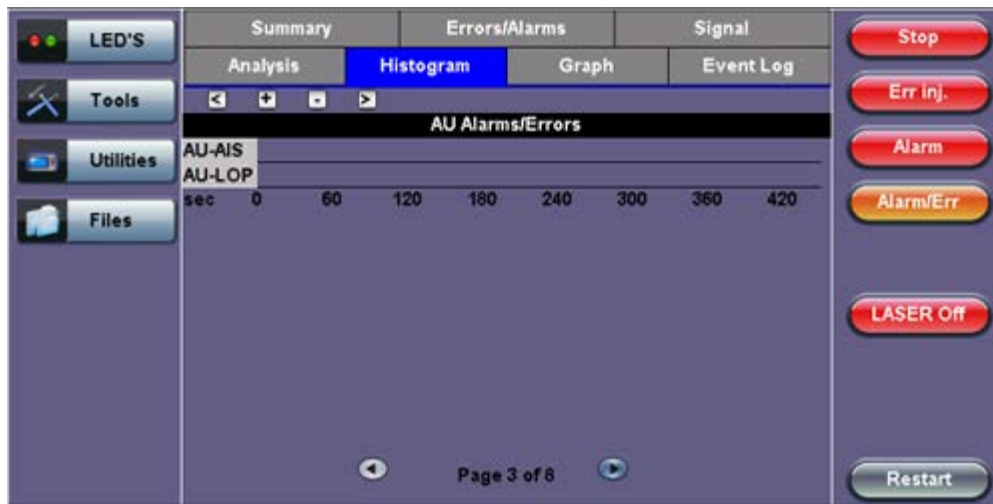 LED'S
Tools
Utilities
Files
Summary Errors/Alarms Signal
Analysis Histogram Graph Event Log
< + - >
AU Alarms/Errors
AU-AIS
AU-LOP
sec 0 60 120 180 240 300 360 420
Page 3 of 8
Stop
Err inj.
Alarm
Alarm/Err
LASER Off
Restart